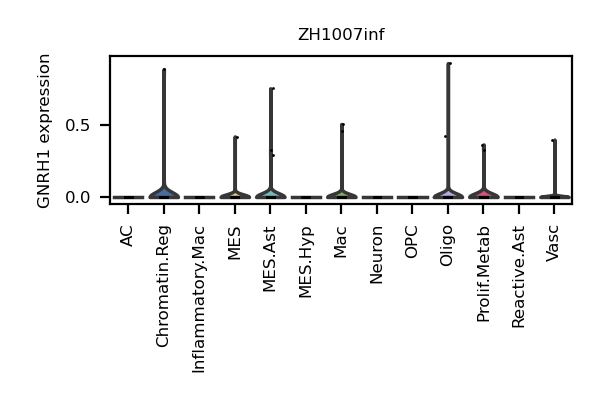 ZH1007inf
GNRH1 expression
0.5
0.0
AC
Chromatin.Reg
Inflammatory.Mac
MES
MES.Ast
MES.Hyp
Mac
Neuron
OPC
Oligo
Prolif.Metab
Reactive.Ast
Vasc